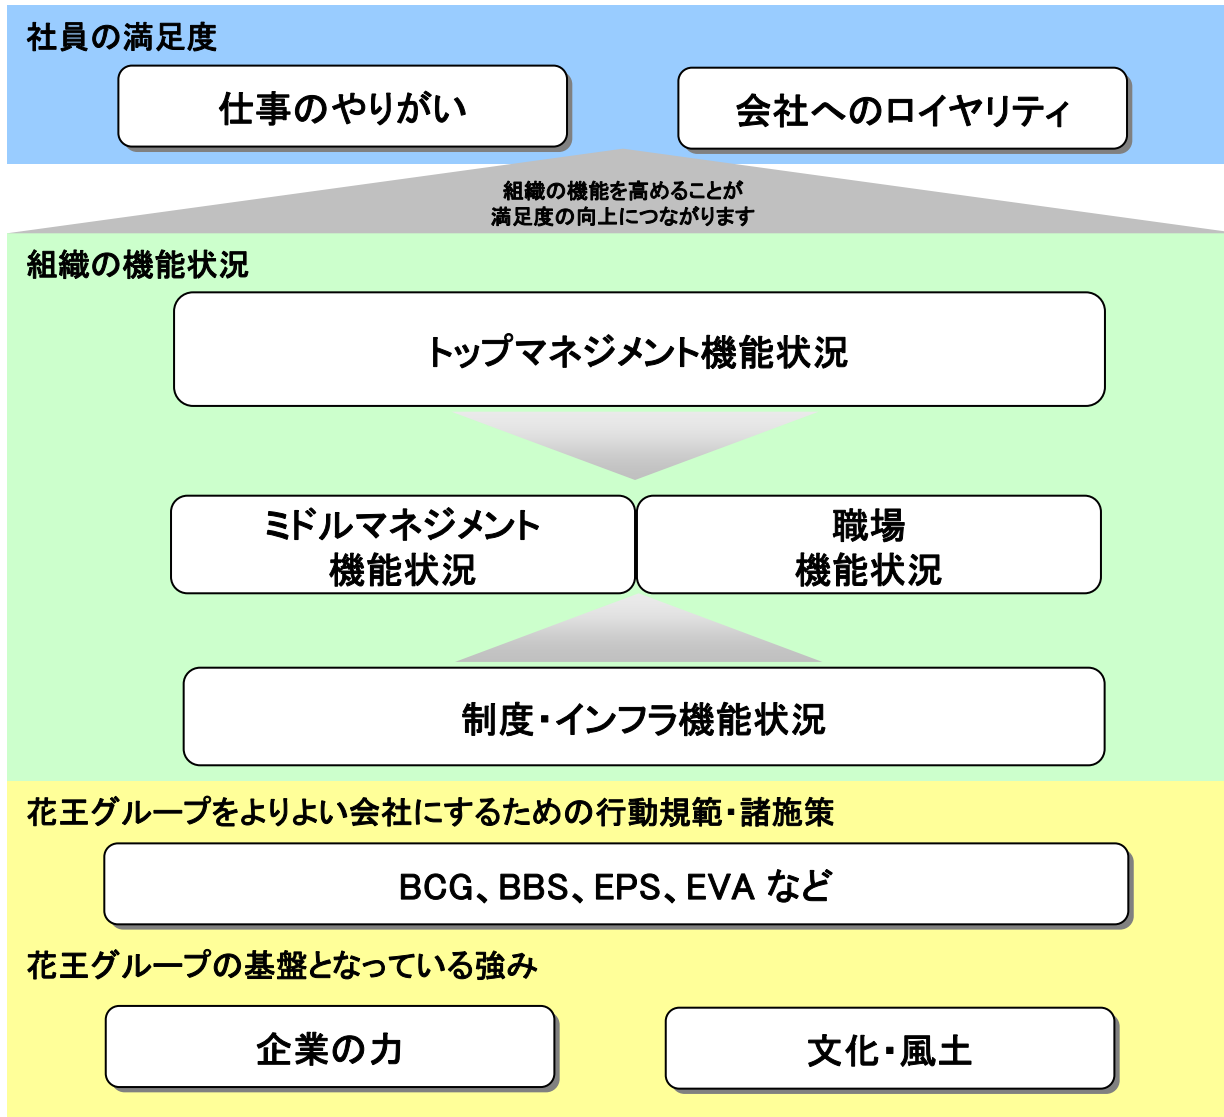 社員の満足度
仕事のやりがい
会社へのロイヤリティ
組織の機能を高めることが
満足度の向上につながります
組織の機能状況
トップマネジメント機能状況
ミドルマネジメント
機能状況
職場
機能状況
制度・インフラ機能状況
花王グループをよりよい会社にするための行動規範・諸施策
BCG、BBS、EPS、EVA など
花王グループの基盤となっている強み
企業の力
文化・風土